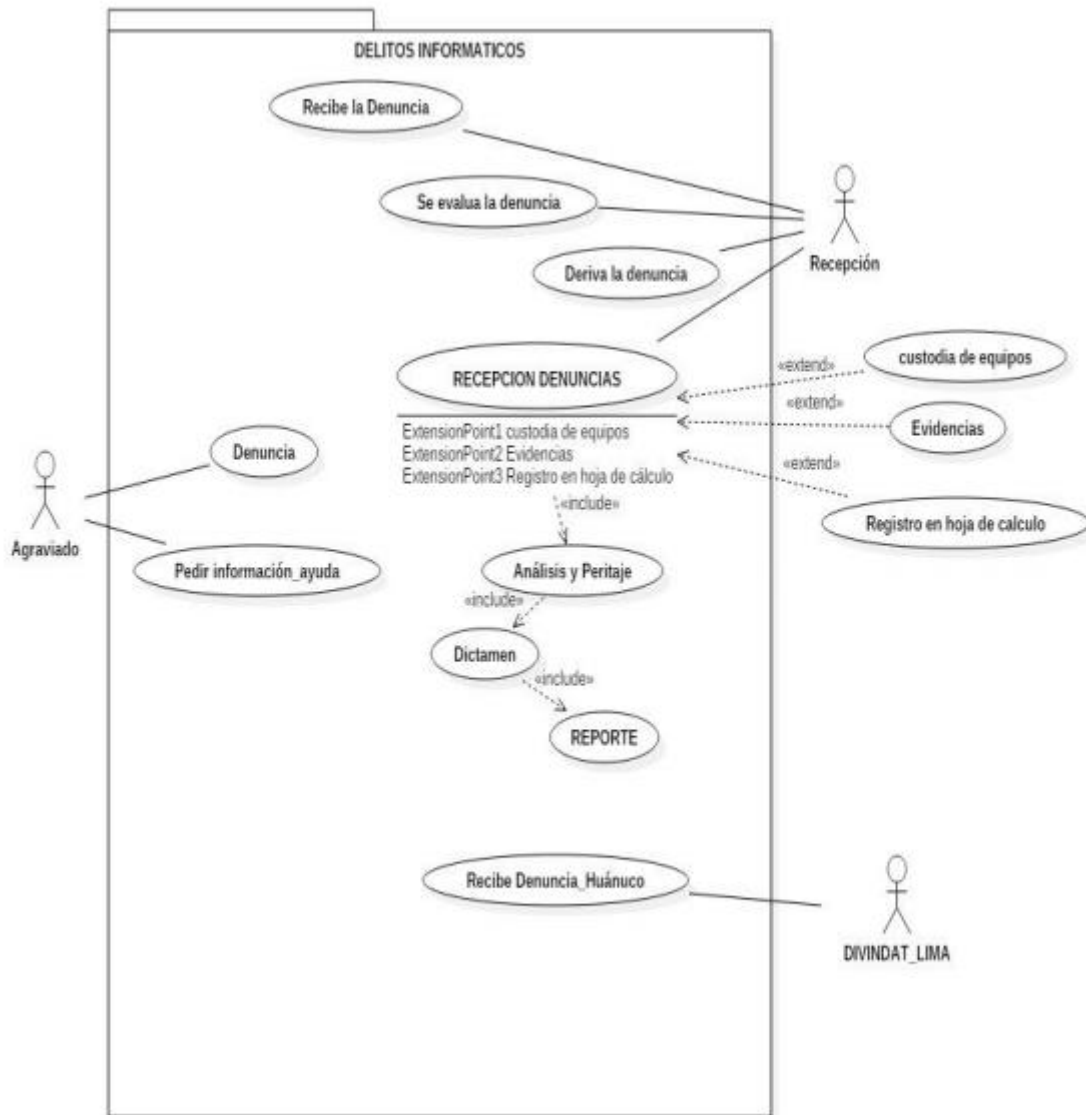 DELITOS INFORMATICOS
Recibe la Denuncia
Se evalua la denuncia
Deriva la denuncia
Recepción
RECEPCION DENUNCIAS
ExtensionPoint1 custodia de equipos
ExtensionPoint2 Evidencias
ExtensionPoint3 Registro en hoja de cálculo
«extend»
custodia de equipos
«extend»
Evidencias
«extend»
Registro en hoja de calculo
Denuncia
Agraviado
Pedir información_ayuda
«include»
Análisis y Peritaje
«include»
Dictamen
«include»
REPORTE
Recibe Denuncia_Huánuco
DIVINDAT_LIMA